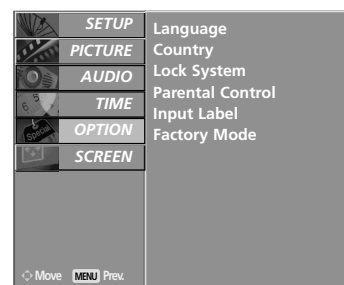 SETUP
PICTURE
AUDIO
TIME
OPTION
SCREEN
Language
Country
Lock System
Parental Control
Input Label
Factory Mode
Special
Move MENU Prev.